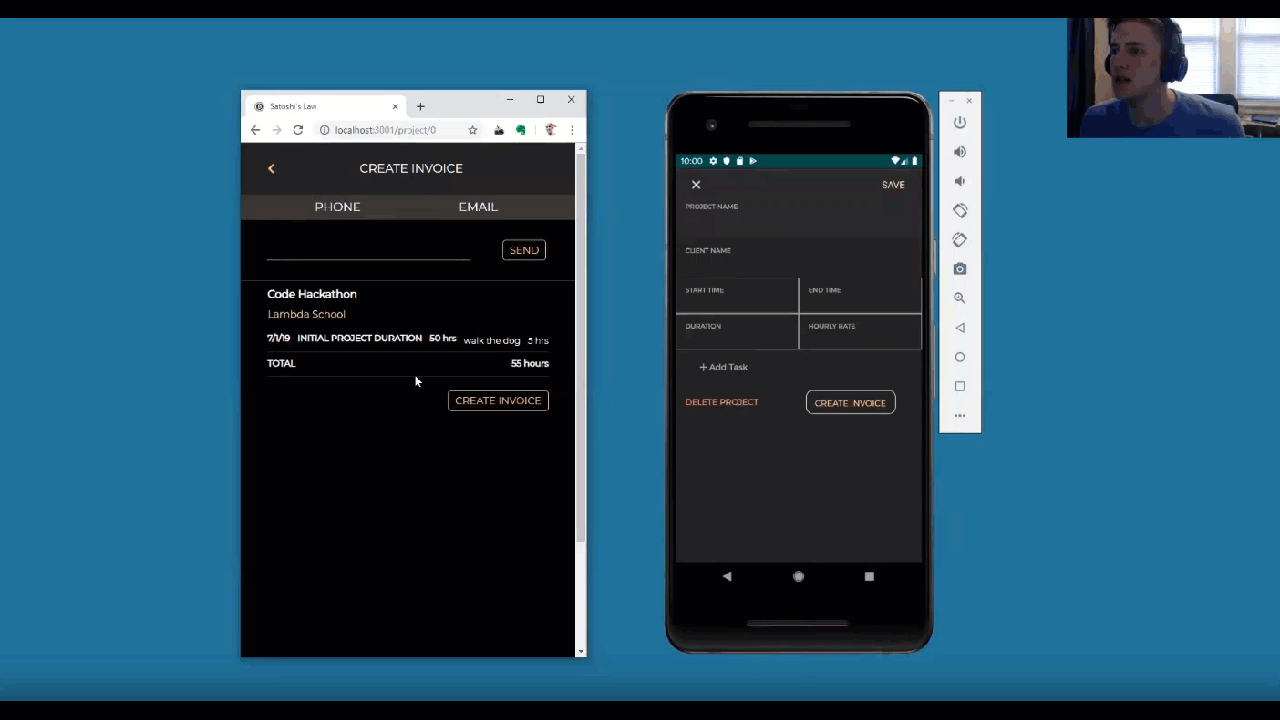 Satoshi's Law
localhost:3001/project/0
CREATE INVOICE
PHONE EMAIL
SEND
Code Hackathon
Lambda School
7/1/19 INITIAL PROJECT DURATION 50 hrs walk the dog 5 hrs
TOTAL 55 hours
CREATE INVOICE
10:00
SAVE
PROJECT NAME
CLIENT NAME
START TIME END TIME
DURATION HOURLY RATE
+ Add Task
DELETE PROJECT CREATE INVOICE